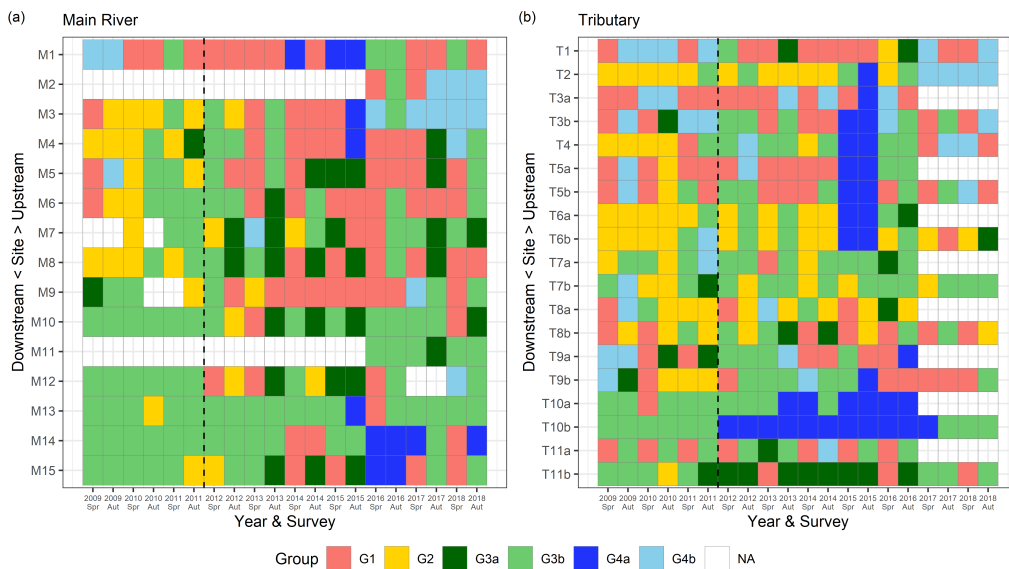 (a) Main River
(b) Tributary
Downstream < Site > Upstream
M1
M2
M3
M4
M5
M6
M7
M8
M9
M10
M11
M12
M13
M14
M15
2009 2009 2010 2010 2011 2011 2012 2012 2013 2013 2014 2014 2015 2015 2016 2016 2017 2017 2018 2018
Spr Aut Spr Aut Spr Aut Spr Aut Spr Aut Spr Aut Spr Aut Spr Aut Spr Aut Spr Aut
Year & Survey
Downstream < Site > Upstream
T1
T2
T3a
T3b
T4
T5a
T5b
T6a
T6b
T7a
T7b
T8a
T8b
T9a
T9b
T10a
T10b
T11a
T11b
2009 2009 2010 2010 2011 2011 2012 2012 2013 2013 2014 2014 2015 2015 2016 2016 2017 2017 2018 2018
Spr Aut Spr Aut Spr Aut Spr Aut Spr Aut Spr Aut Spr Aut Spr Aut Spr Aut Spr Aut
Year & Survey
Group G1 G2 G3a G3b G4a G4b NA